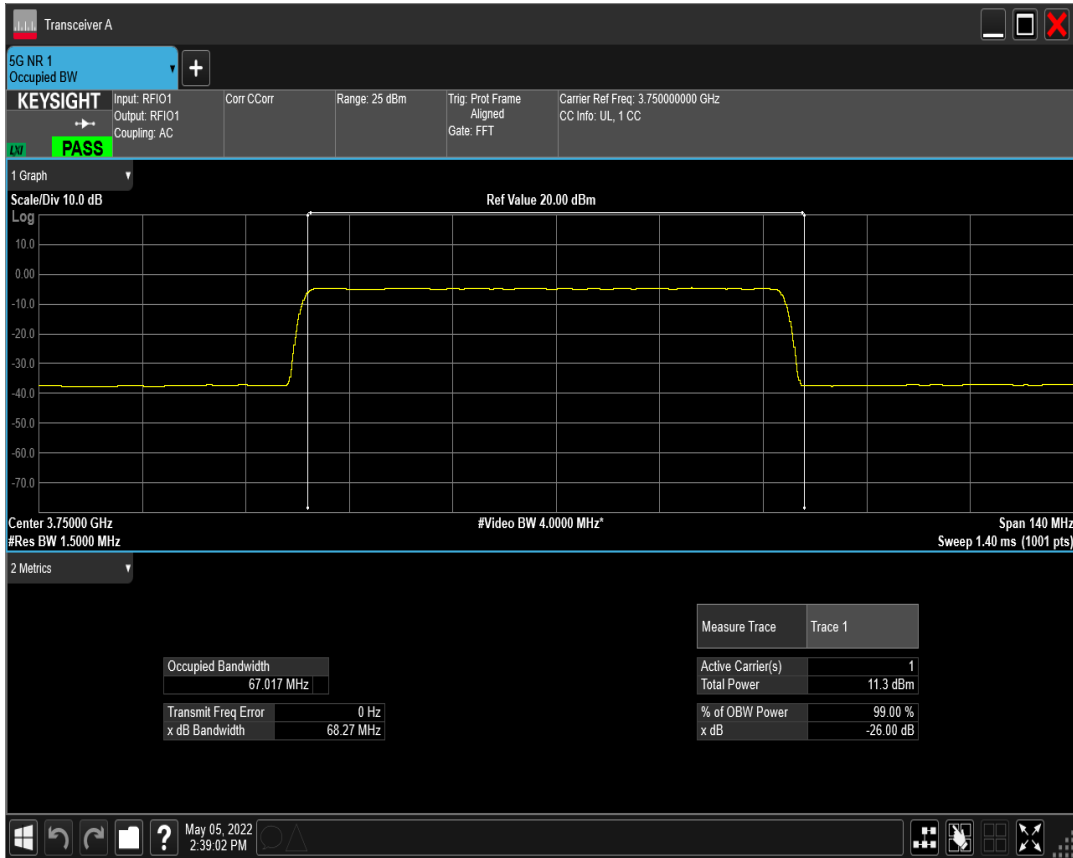 Transceiver A
5G NR 1
Occupied BW
+
KEYSIGHT
LXI
PASS
Input: RFIO1
Output: RFIO1
Coupling: AC
Corr CCorr
Range: 25 dBm
Trig: Prot Frame
Aligned
Gate: FFT
Carrier Ref Freq: 3.750000000 GHz
CC Info: UL, 1 CC
1 Graph
Scale/Div 10.0 dB
Ref Value 20.00 dBm
Log
10.0
0.00
-10.0
-20.0
-30.0
-40.0
-50.0
-60.0
-70.0
Center 3.75000 GHz
#Video BW 4.0000 MHz*
Span 140 MHz
#Res BW 1.5000 MHz
Sweep 1.40 ms (1001 pts)
2 Metrics
Measure Trace Trace 1
Occupied Bandwidth
67.017 MHz
Active Carrier(s) 1
Total Power 11.3 dBm
Transmit Freq Error 0 Hz
x dB Bandwidth 68.27 MHz
% of OBW Power 99.00 %
x dB -26.00 dB
?
May 05, 2022
2:39:02 PM